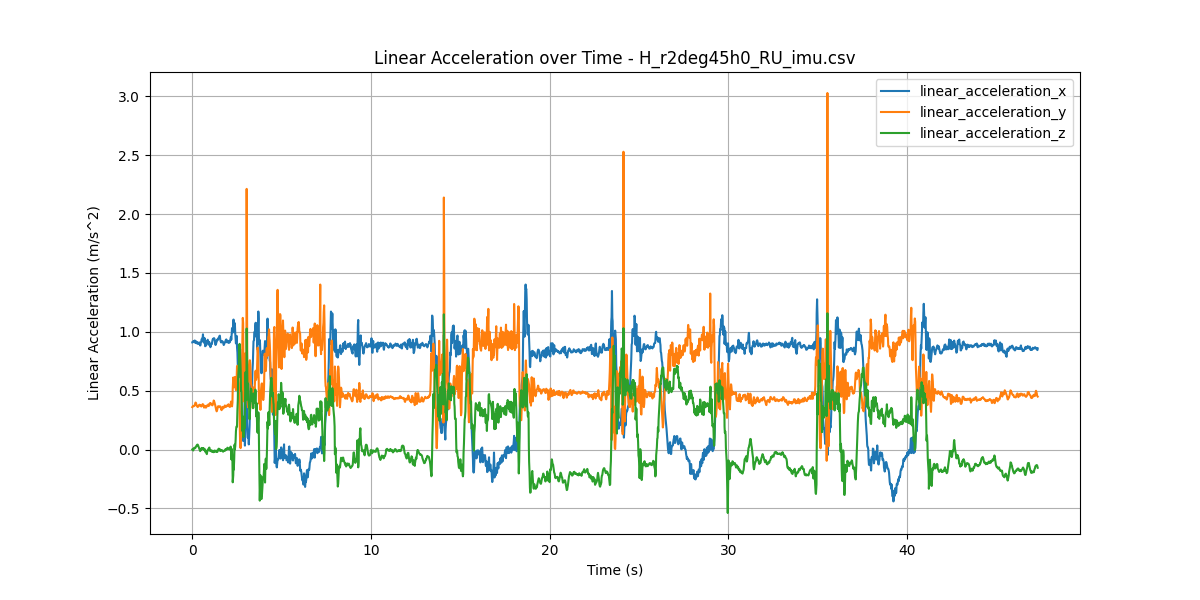 Linear Acceleration over Time - H_r2deg45h0_RU_imu.csv
linear_acceleration_x
linear_acceleration_y
linear_acceleration_z
Linear Acceleration (m/s^2)
3.0
2.5
2.0
1.5
1.0
0.5
0.0
−0.5
0 10 20 30 40
Time (s)